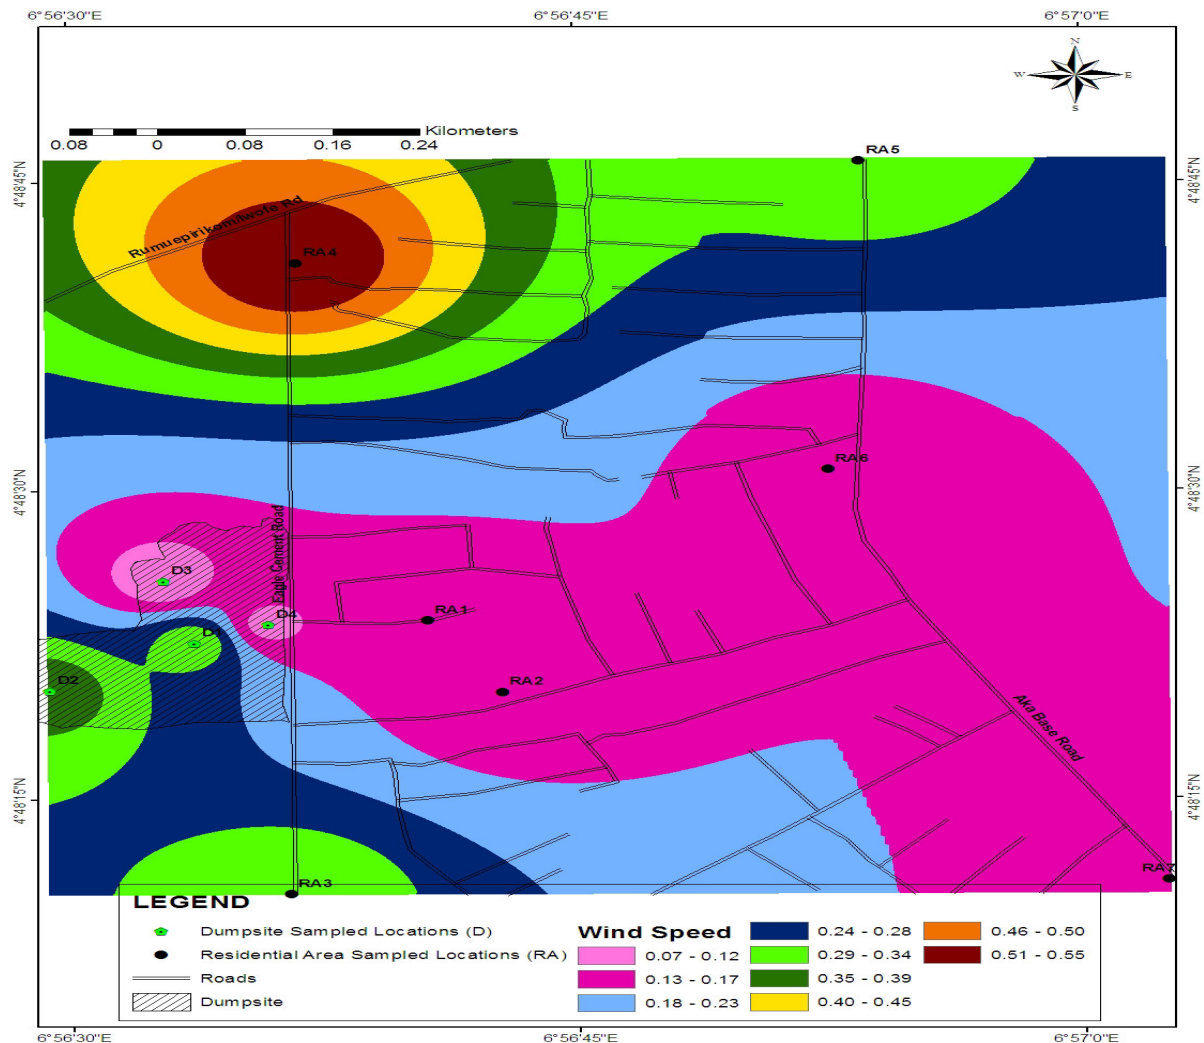 6°56'30"E 6°56'45"E 6°57'0"E
N
W E
S
Kilometers
0.08 0 0.08 0.16 0.24
RA5
4°48'45"N 4°48'45"N
Rumuepirikom/Iwofe Rd
RA4
RA6
4°48'30"N 4°48'30"N
Eagle Cement Road
D3
D4
RA1
D1
D2
RA2
Aka Base Road
4°48'15"N 4°48'15"N
RA7
RA3
LEGEND
Dumpsite Sampled Locations (D)
Residential Area Sampled Locations (RA)
Roads
Dumpsite
Wind Speed
0.07 - 0.12
0.13 - 0.17
0.18 - 0.23
0.24 - 0.28
0.29 - 0.34
0.35 - 0.39
0.40 - 0.45
0.46 - 0.50
0.51 - 0.55
6°56'30"E 6°56'45"E 6°57'0"E